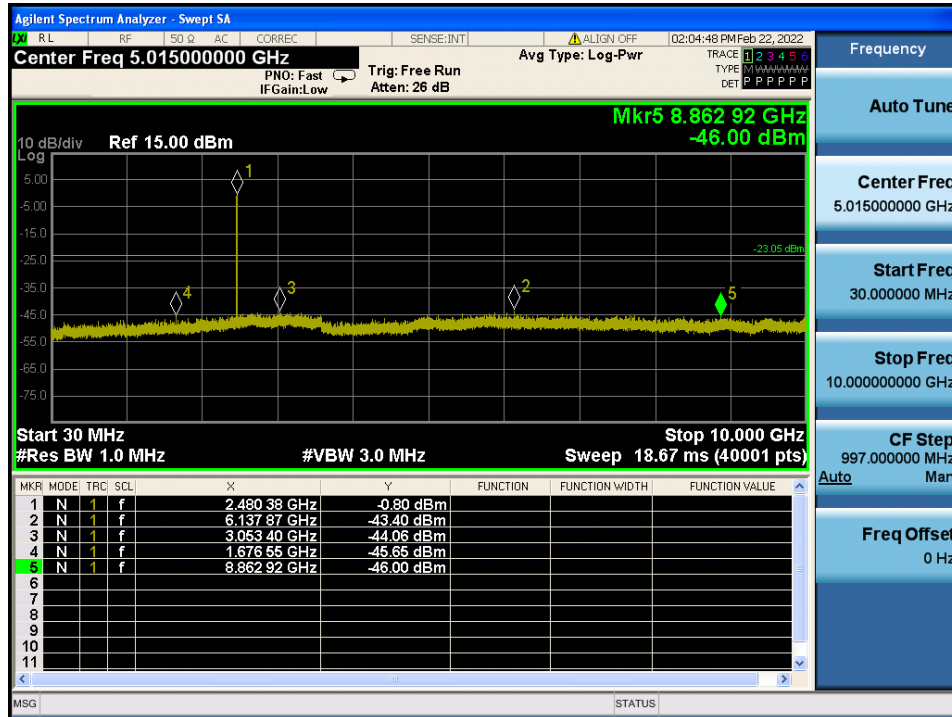 Agilent Spectrum Analyzer - Swept SA
LXI RL RF 50 Ω AC CORREC SENSE:INT ALIGN OFF 02:04:48 PM Feb 22, 2022
Center Freq 5.015000000 GHz
PNO: Fast
IFGain:Low
Trig: Free Run
Atten: 26 dB
Avg Type: Log-Pwr
TRACE 1 2 3 4 5 6
TYPE M
DET P P P P P P
Mkr5 8.862 92 GHz
-46.00 dBm
10 dB/div Ref 15.00 dBm
Log
5.00
-5.00
-15.0
-25.0
-35.0
-45.0
-55.0
-65.0
-75.0
-23.05 dBm
1
2
3
4
5
Start 30 MHz Stop 10.000 GHz
#Res BW 1.0 MHz #VBW 3.0 MHz Sweep 18.67 ms (40001 pts)
MKR MODE TRC SCL X Y FUNCTION FUNCTION WIDTH FUNCTION VALUE
1 N 1 f 2.480 38 GHz -0.80 dBm
2 N 1 f 6.137 87 GHz -43.40 dBm
3 N 1 f 3.053 40 GHz -44.06 dBm
4 N 1 f 1.676 55 GHz -45.65 dBm
5 N 1 f 8.862 92 GHz -46.00 dBm
6
7
8
9
10
11
MSG STATUS
Frequency
Auto Tune
Center Freq
5.015000000 GHz
Start Freq
30.000000 MHz
Stop Freq
10.000000000 GHz
CF Step
997.000000 MHz
Auto Man
Freq Offset
0 Hz